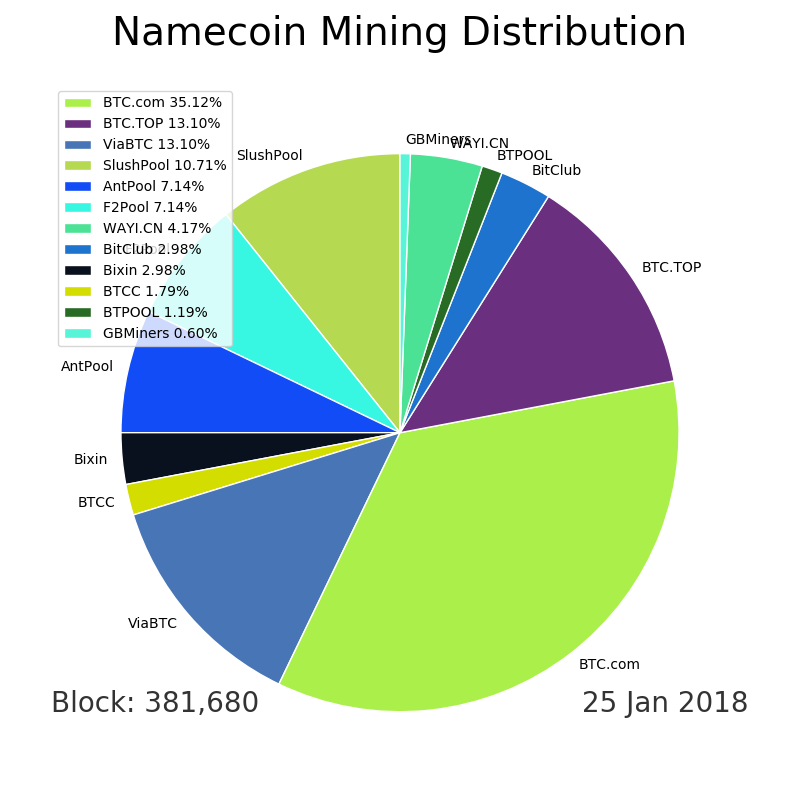 Namecoin Mining Distribution
BTC.com 35.12%
BTC.TOP 13.10%
ViaBTC 13.10%
SlushPool 10.71%
AntPool 7.14%
F2Pool 7.14%
WAYI.CN 4.17%
BitClub 2.98%
Bixin 2.98%
BTCC 1.79%
BTPOOL 1.19%
GBMiners 0.60%
SlushPool
GBMiners
WAYI.CN
BTPOOL
BitClub
BTC.TOP
AntPool
Bixin
BTCC
ViaBTC
BTC.com
Block: 381,680
25 Jan 2018